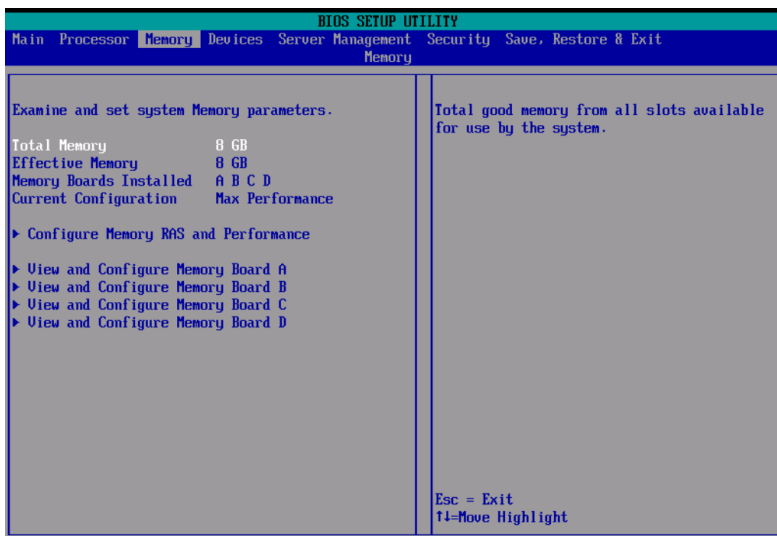 BIOS SETUP UTILITY
Main Processor Memory Devices Server Management Security Save, Restore & Exit
Memory
Examine and set system Memory parameters.
Total Memory 8 GB
Effective Memory 8 GB
Memory Boards Installed A B C D
Current Configuration Max Performance
▶ Configure Memory RAS and Performance
▶ View and Configure Memory Board A
▶ View and Configure Memory Board B
▶ View and Configure Memory Board C
▶ View and Configure Memory Board D
Total good memory from all slots available
for use by the system.
Esc = Exit
↑↓=Move Highlight